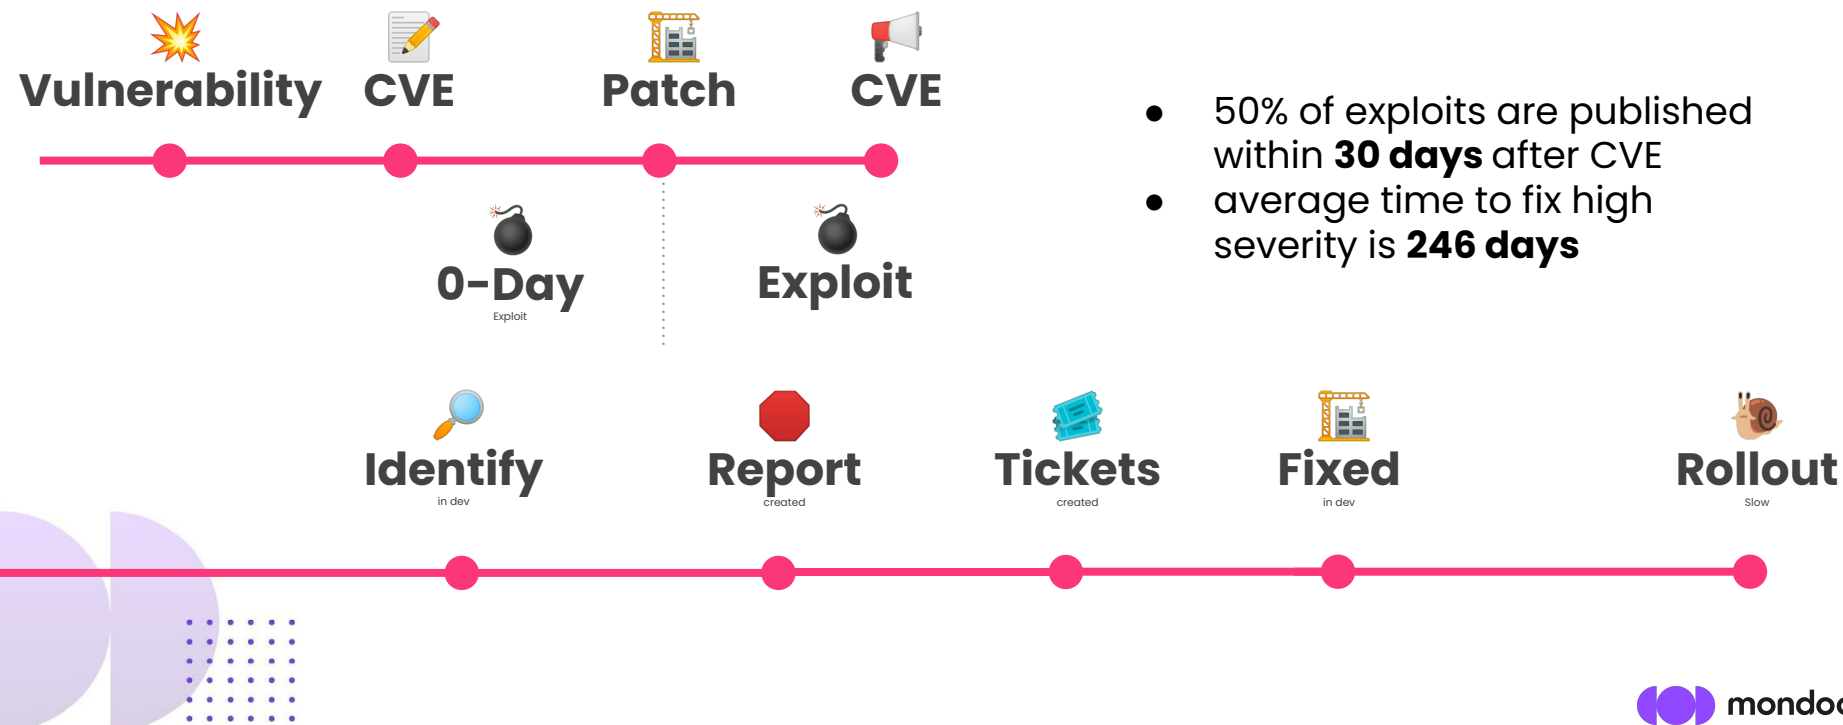 Vulnerability
CVE
Patch
CVE
0-Day
Exploit
Exploit
● 50% of exploits are published
within 30 days after CVE
● average time to fix high
severity is 246 days
Identify
in dev
Report
created
Tickets
created
Fixed
in dev
Rollout
Slow